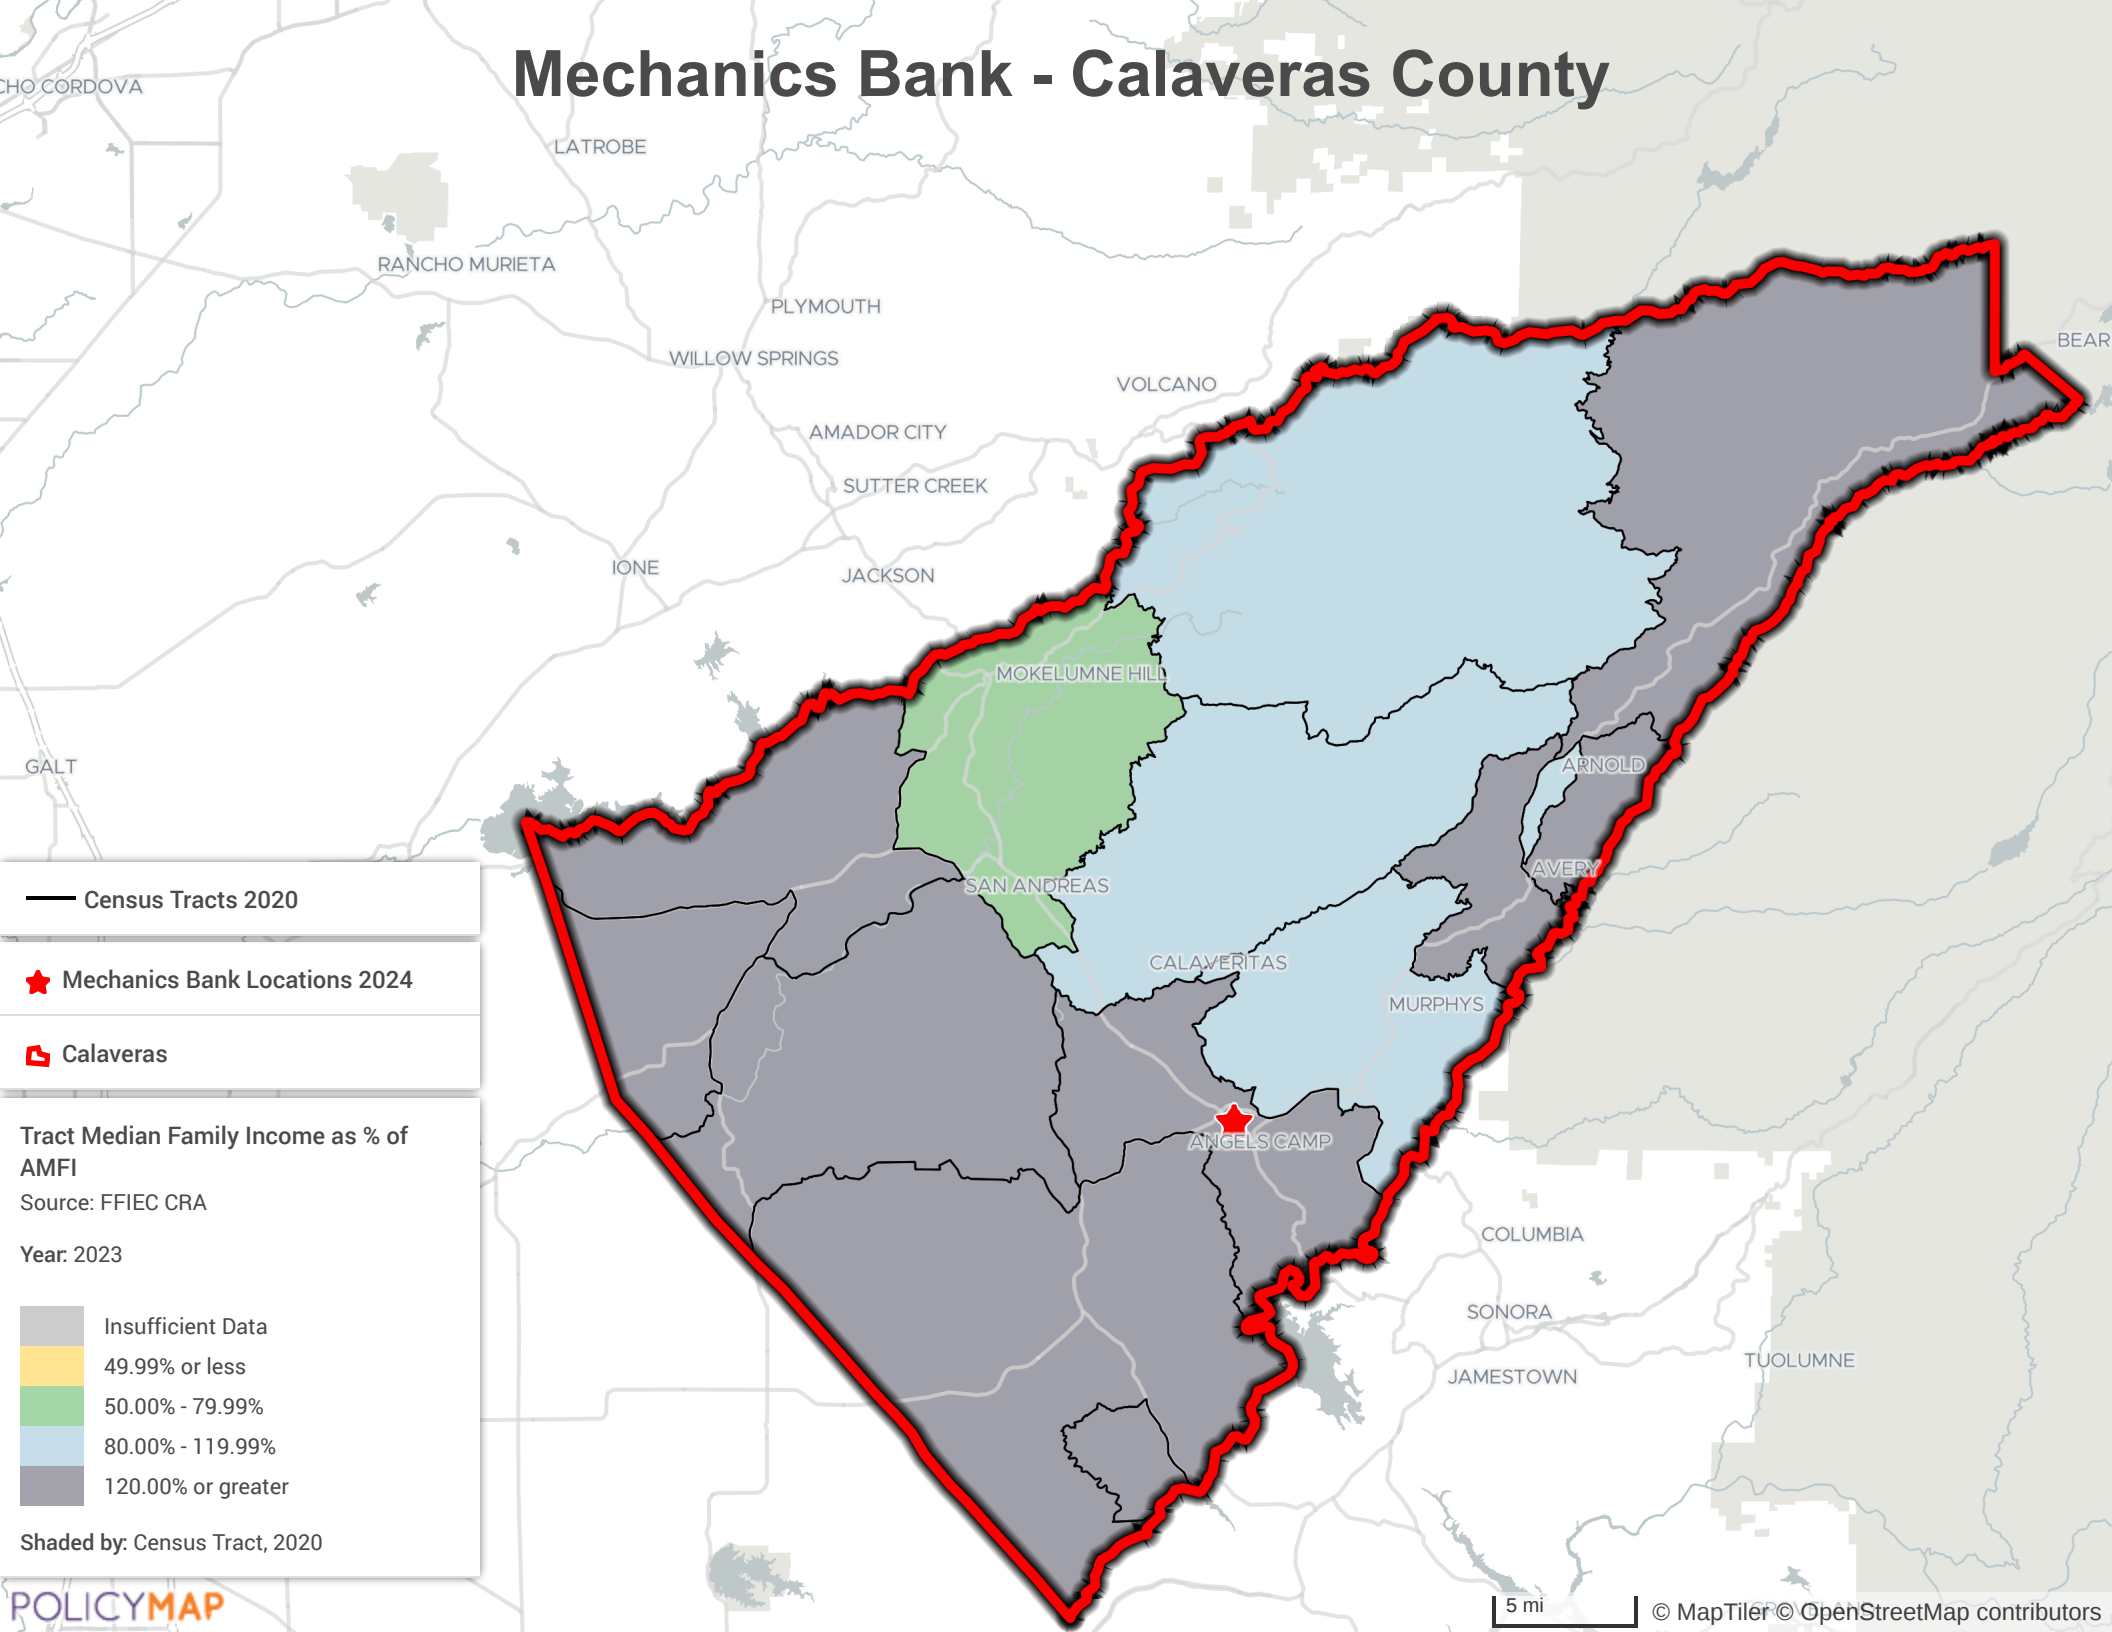 Mechanics Bank - Calaveras County
CHO CORDOVA
LATROBE
RANCHO MURIETA
PLYMOUTH
BEAR
WILLOW SPRINGS
VOLCANO
AMADOR CITY
SUTTER CREEK
IONE
JACKSON
MOKELUMNE HILL
GALT
ARNOLD
AVERY
SAN ANDREAS
CALAVERITAS
MURPHYS
ANGELS CAMP
COLUMBIA
SONORA
TUOLUMNE
JAMESTOWN
Census Tracts 2020
Mechanics Bank Locations 2024
Calaveras
Tract Median Family Income as % of
AMFI
Source: FFIEC CRA
Year: 2023
Insufficient Data
49.99% or less
50.00% - 79.99%
80.00% - 119.99%
120.00% or greater
Shaded by: Census Tract, 2020
POLICYMAP
5 mi
GROVELAND
© MapTiler © OpenStreetMap contributors